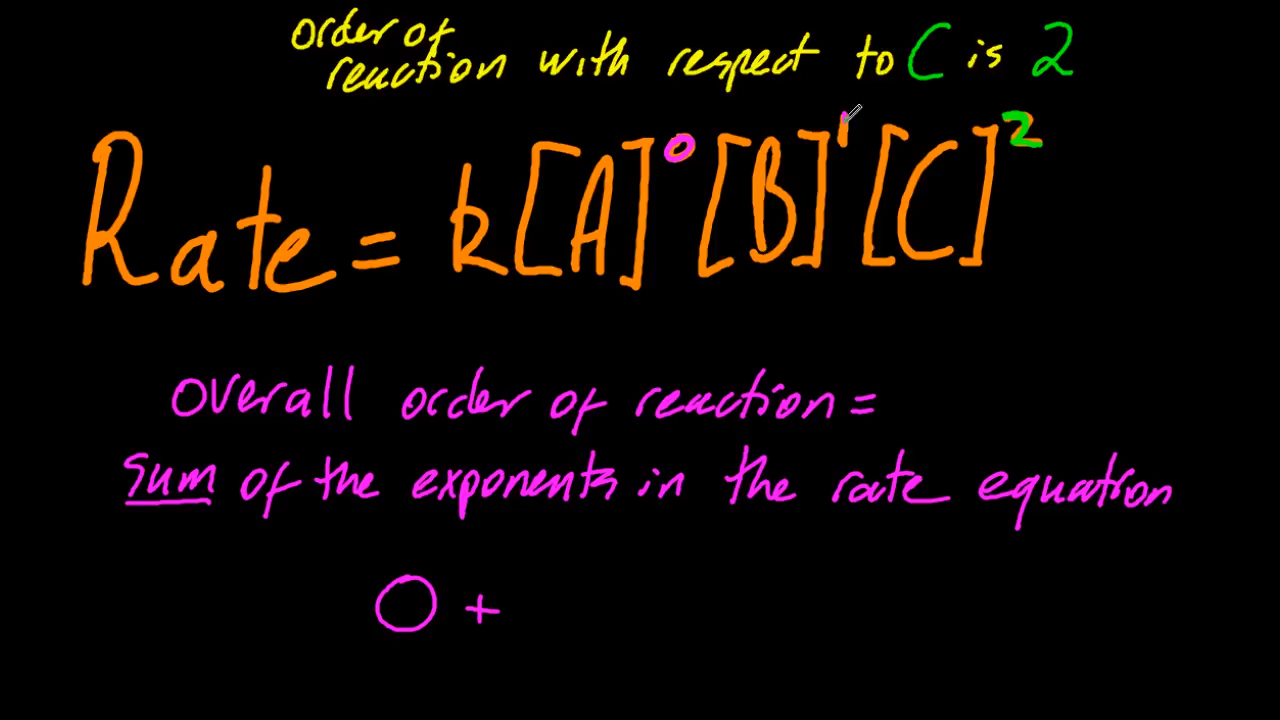 order of
reaction with respect to C is 2
Rate = k[A]⁰[B]¹[C]²
overall order of reaction =
sum of the exponents in the rate equation
0 +